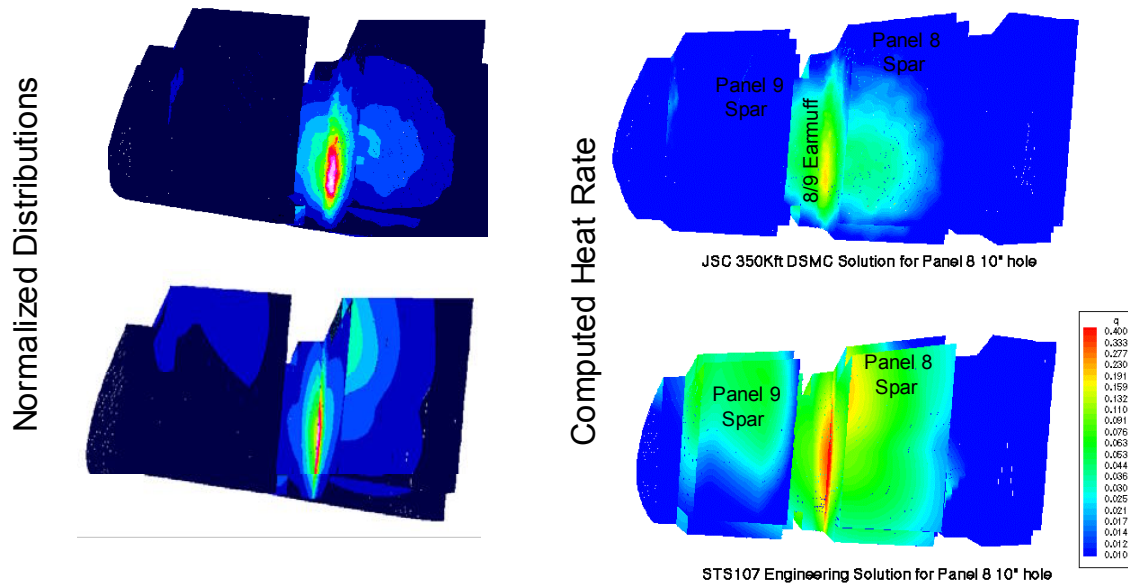 Normalized Distributions
Computed Heat Rate
Panel 9
Spar
8/9 Earmuff
Panel 8
Spar
JSC 350Kft DSMC Solution for Panel 8 10" hole
Panel 9
Spar
Panel 8
Spar
q
0.400
0.333
0.277
0.230
0.191
0.159
0.132
0.110
0.091
0.076
0.063
0.052
0.043
0.036
0.030
0.025
0.021
0.017
0.014
0.012
0.010
STS107 Engineering Solution for Panel 8 10" hole